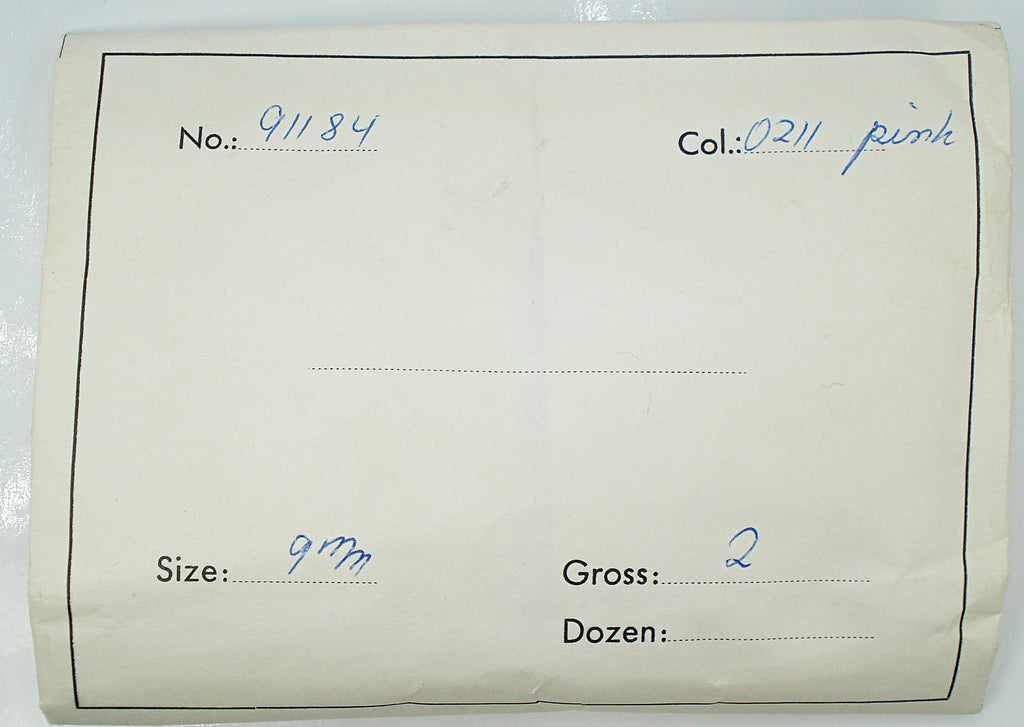 No.: 91184 Col.: 0211 pink
Size: 9mm Gross: 2
Dozen: